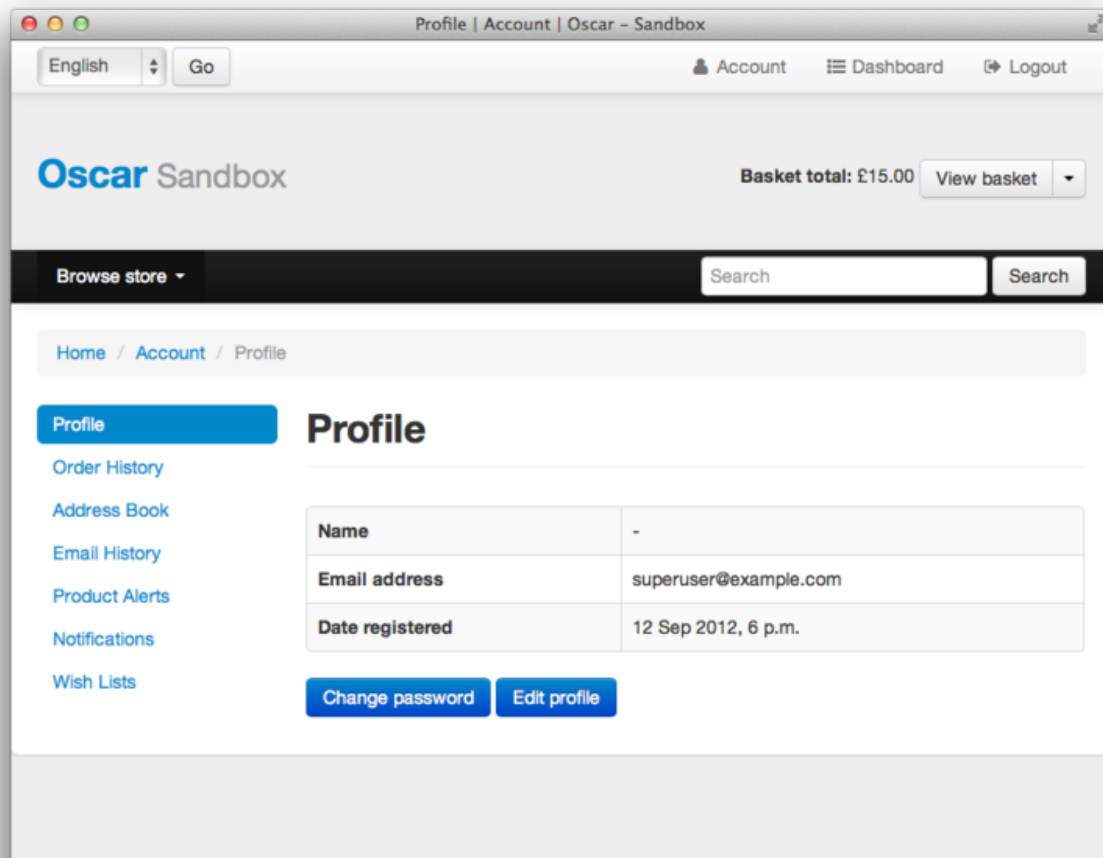 Profile | Account | Oscar – Sandbox
English Go Account Dashboard Logout
Oscar Sandbox Basket total: £15.00 View basket
Browse store Search Search
Home / Account / Profile
Profile
Order History
Address Book
Email History
Product Alerts
Notifications
Wish Lists
Profile
Name -
Email address superuser@example.com
Date registered 12 Sep 2012, 6 p.m.
Change password Edit profile